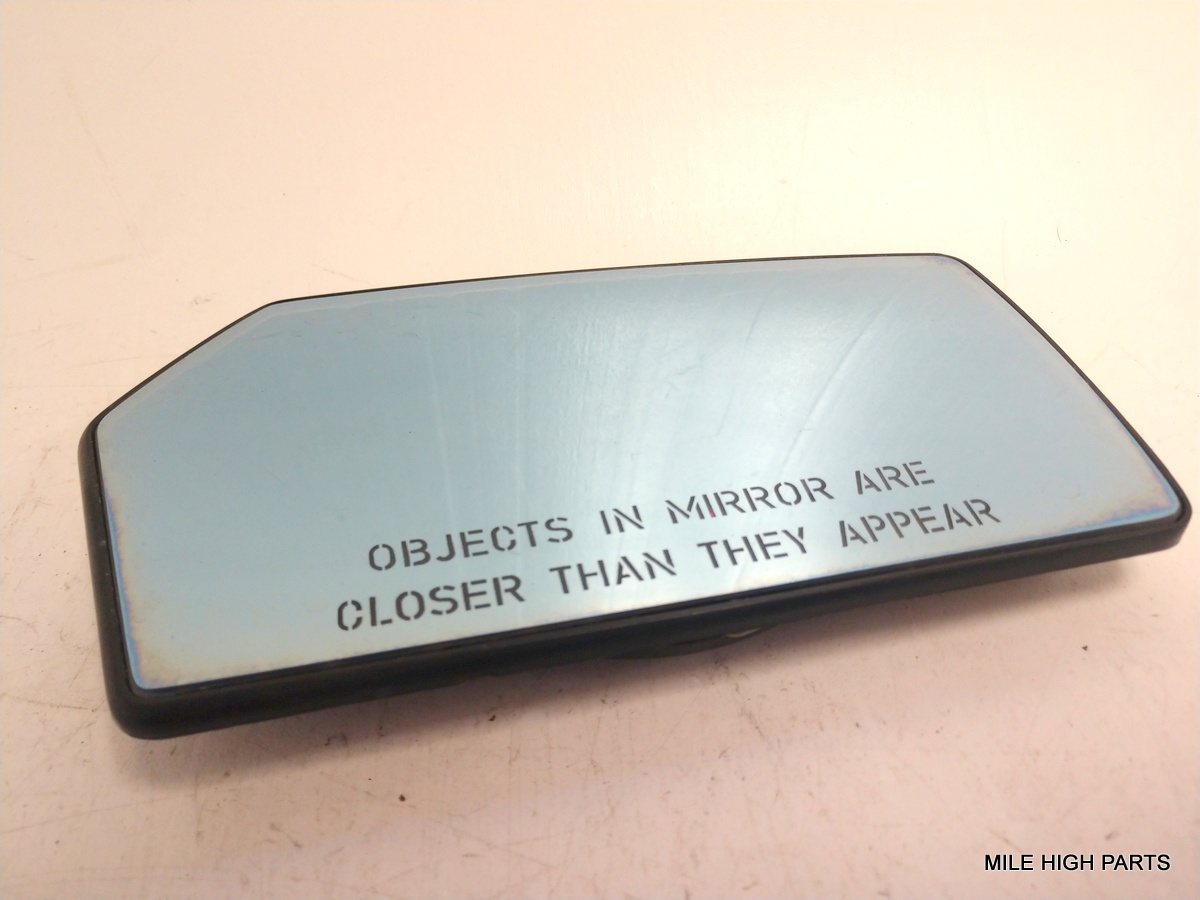 OBJECTS IN MIRROR ARE
CLOSER THAN THEY APPEAR
MILE HIGH PARTS